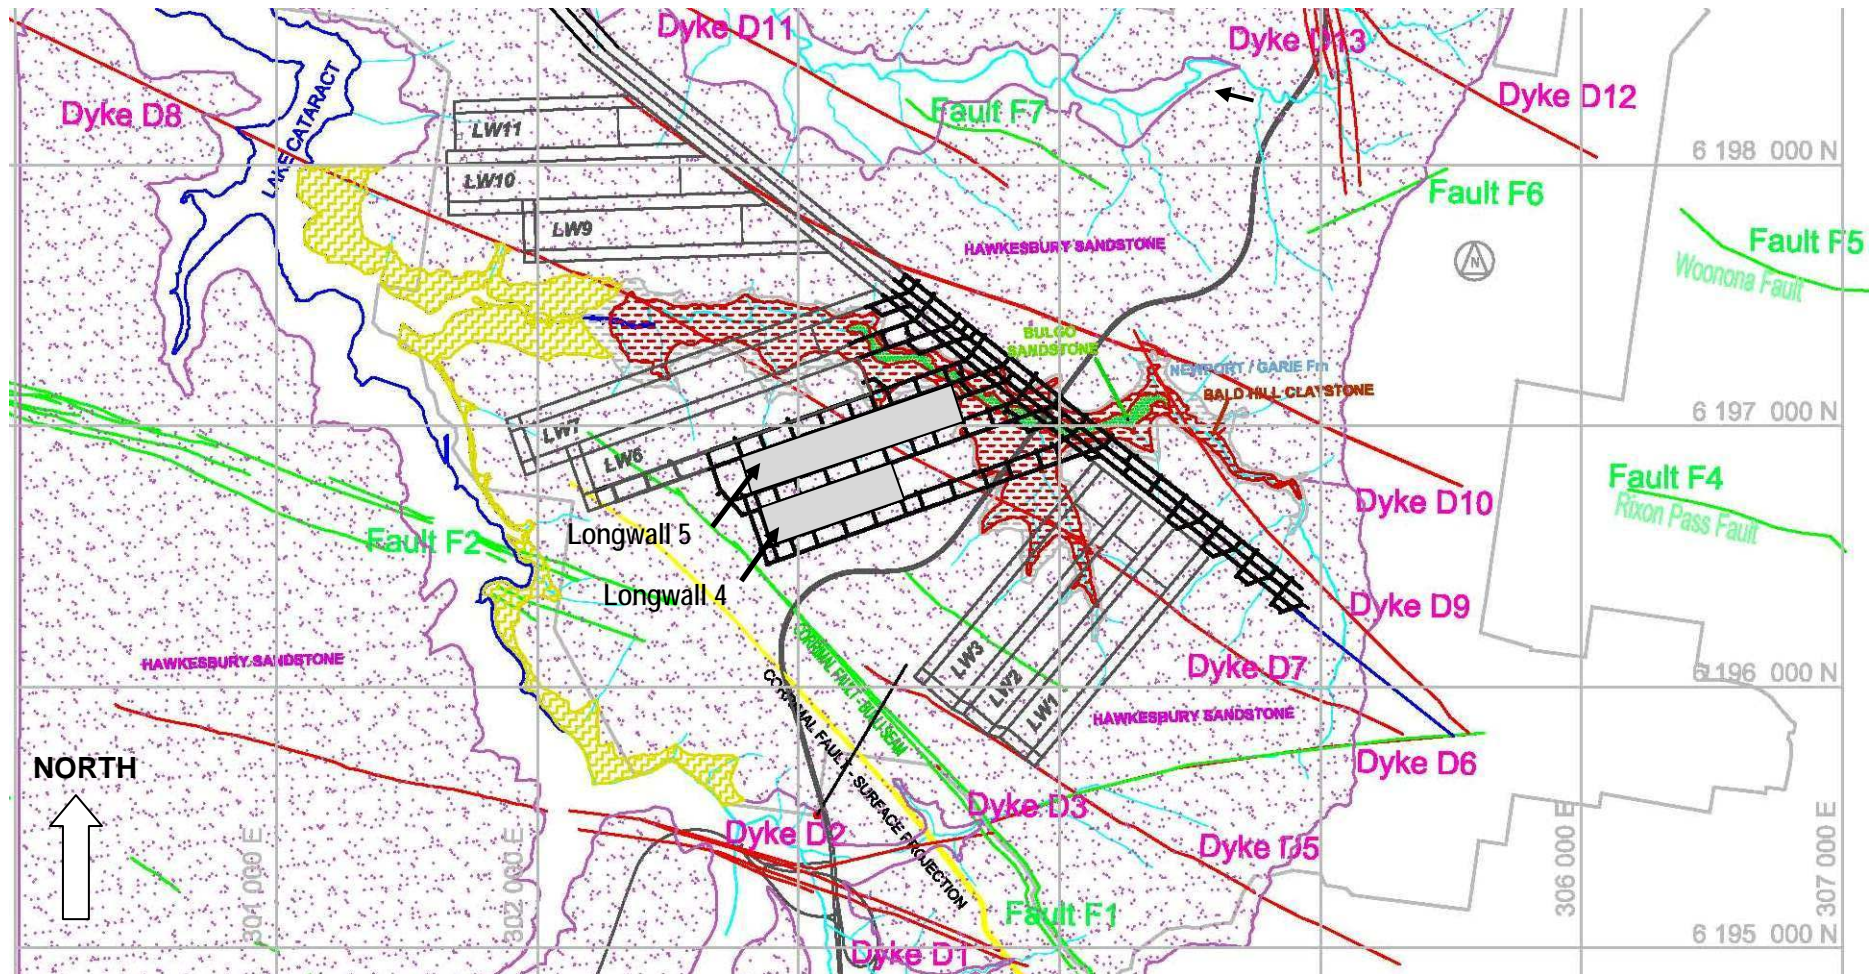 Dyke D11
Dyke D13
Dyke D8
LAKE CATARACT
LW11
Fault F7
Dyke D12
6 198 000 N
LW10
Fault F6
LW9
HAWKESBURY SANDSTONE
N
Fault F5
Woonona Fault
BULGO
SANDSTONE
NEWPORT / GARIE Fm
BALD HILL CLAYSTONE
6 197 000 N
LW7
LW6
Fault F4
Rixon Pass Fault
Dyke D10
Longwall 5
Fault F2
Longwall 4
Dyke D9
CORRIMAL FAULT - BULLI SEAM
HAWKESBURY SANDSTONE
LW3
LW2
LW1
Dyke D7
6 196 000 N
CORRIMAL FAULT - SURFACE PROJECTION
HAWKESBURY SANDSTONE
NORTH
Dyke D6
Dyke D3
Dyke D2
Dyke D5
301 000 E
302 000 E
306 000 E
307 000 E
Fault F1
6 195 000 N
Dyke D1